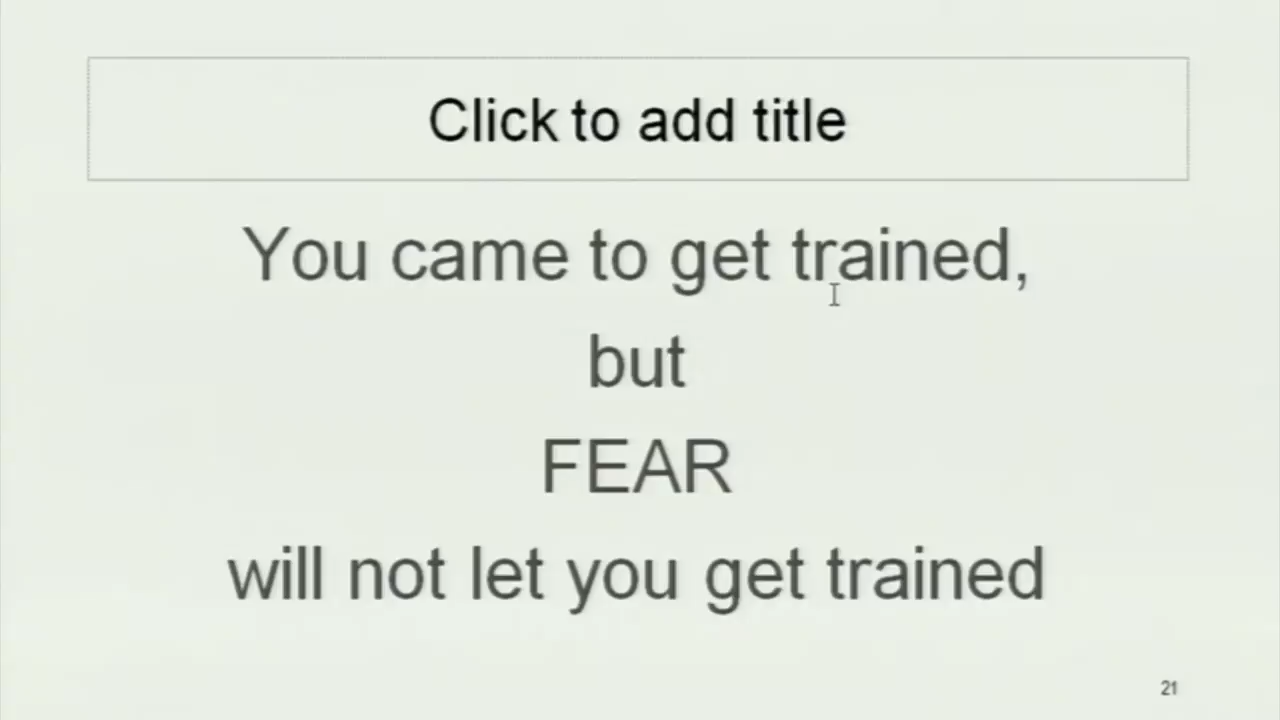 Click to add title
You came to get trained,
but
FEAR
will not let you get trained
21